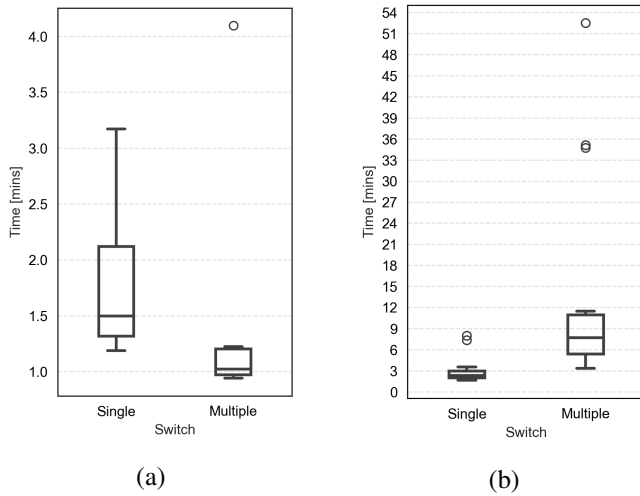 4.0
3.5
3.0
2.5
2.0
1.5
1.0
Time [mins]
Single
Multiple
Switch
(a)
54
51
48
45
42
39
36
33
30
27
24
21
18
15
12
9
6
3
0
Time [mins]
Single
Multiple
Switch
(b)